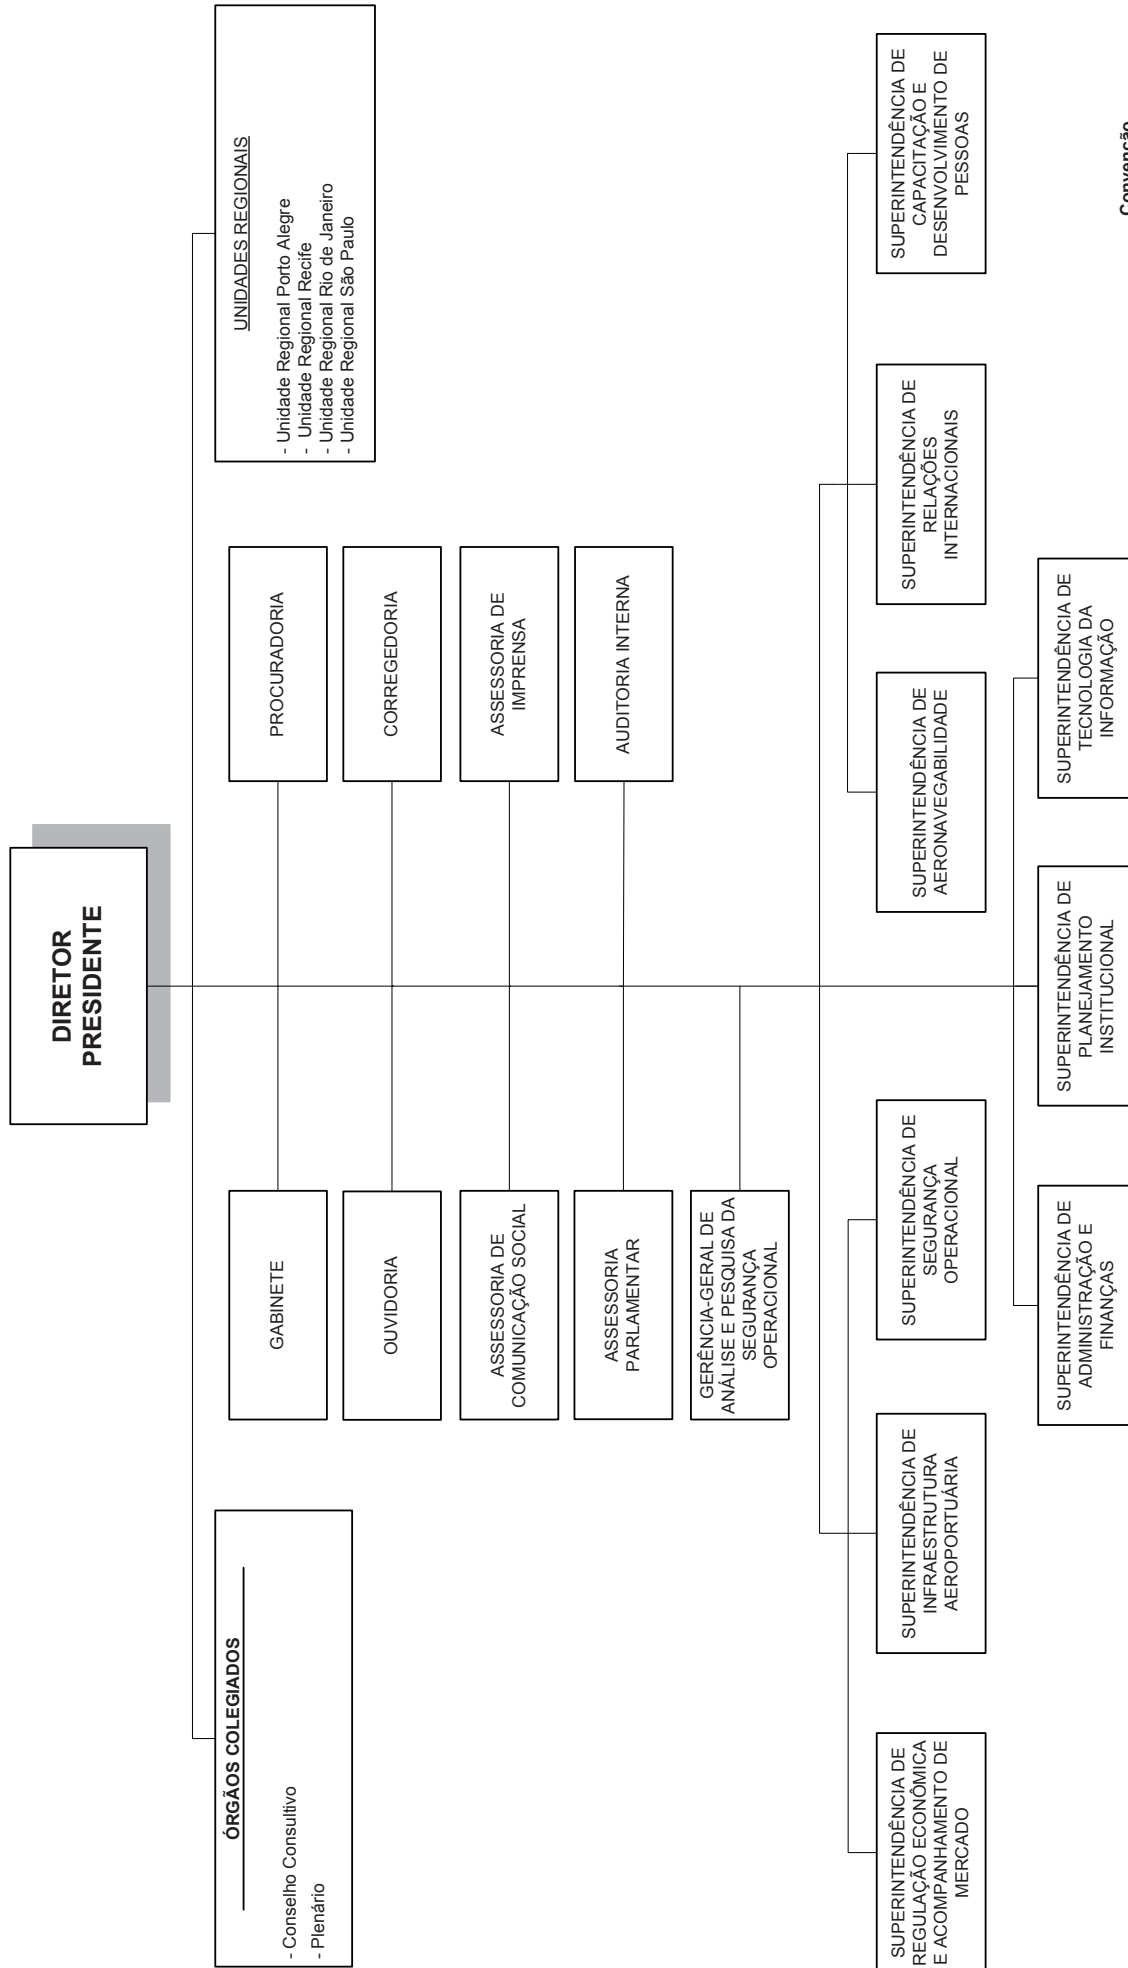 DIRETOR
PRESIDENTE
ÓRGÃOS COLEGIADOS
- Conselho Consultivo
- Plenário
UNIDADES REGIONAIS
- Unidade Regional Porto Alegre
- Unidade Regional Recife
- Unidade Regional Rio de Janeiro
- Unidade Regional São Paulo
GABINETE
PROCURADORIA
OUVIDORIA
CORREGEDORIA
ASSESSORIA DE
COMUNICAÇÃO SOCIAL
ASSESSORIA DE
IMPRENSA
ASSESSORIA
PARLAMENTAR
AUDITORIA INTERNA
GERÊNCIA-GERAL DE
ANÁLISE E PESQUISA DA
SEGURANÇA
OPERACIONAL
SUPERINTENDÊNCIA DE
REGULAÇÃO ECONÔMICA
E ACOMPANHAMENTO DE
MERCADO
SUPERINTENDÊNCIA DE
INFRAESTRUTURA
AEROPORTUÁRIA
SUPERINTENDÊNCIA DE
SEGURANÇA
OPERACIONAL
SUPERINTENDÊNCIA DE
AERONAVEGABILIDADE
SUPERINTENDÊNCIA DE
RELAÇÕES
INTERNACIONAIS
SUPERINTENDÊNCIA DE
CAPACITAÇÃO E
DESENVOLVIMENTO DE
PESSOAS
SUPERINTENDÊNCIA DE
ADMINISTRAÇÃO E
FINANÇAS
SUPERINTENDÊNCIA DE
PLANEJAMENTO
INSTITUCIONAL
SUPERINTENDÊNCIA DE
TECNOLOGIA DA
INFORMAÇÃO
Convenção